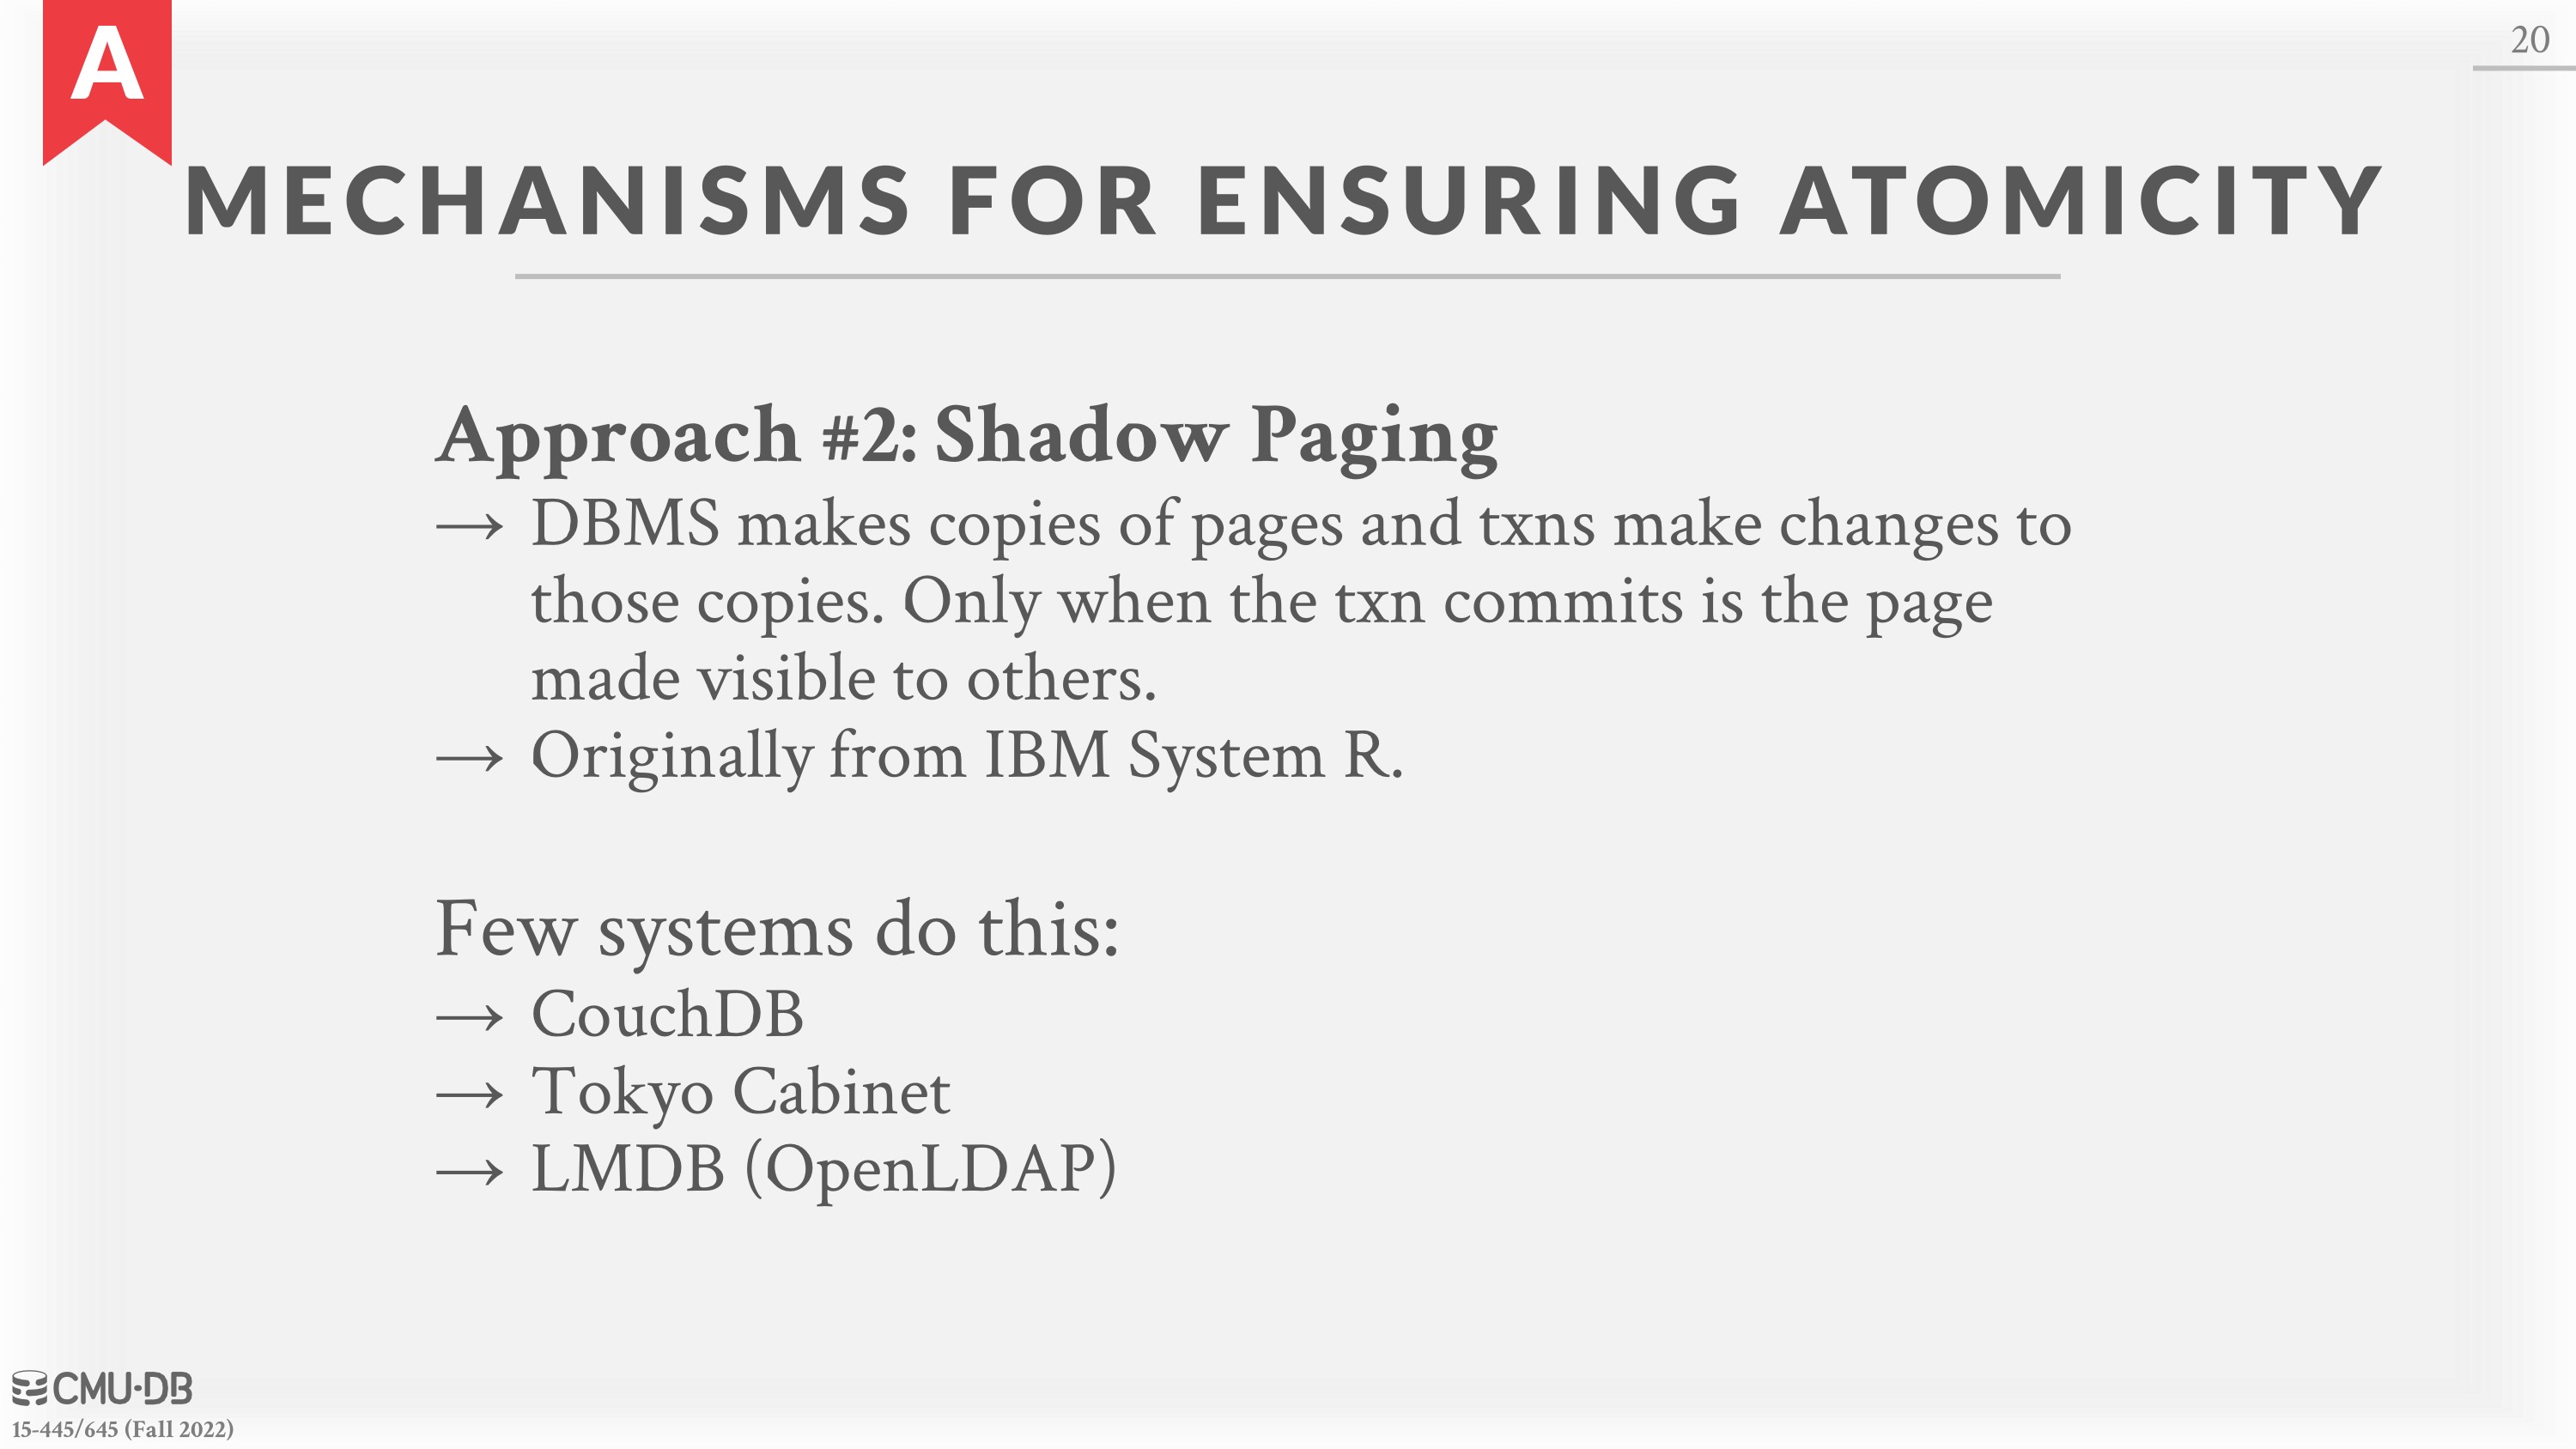 A
20
MECHANISMS FOR ENSURING ATOMICITY
Approach #2: Shadow Paging
→ DBMS makes copies of pages and txns make changes to
those copies. Only when the txn commits is the page
made visible to others.
→ Originally from IBM System R.
Few systems do this:
→ CouchDB
→ Tokyo Cabinet
→ LMDB (OpenLDAP)
CMU·DB
15-445/645 (Fall 2022)